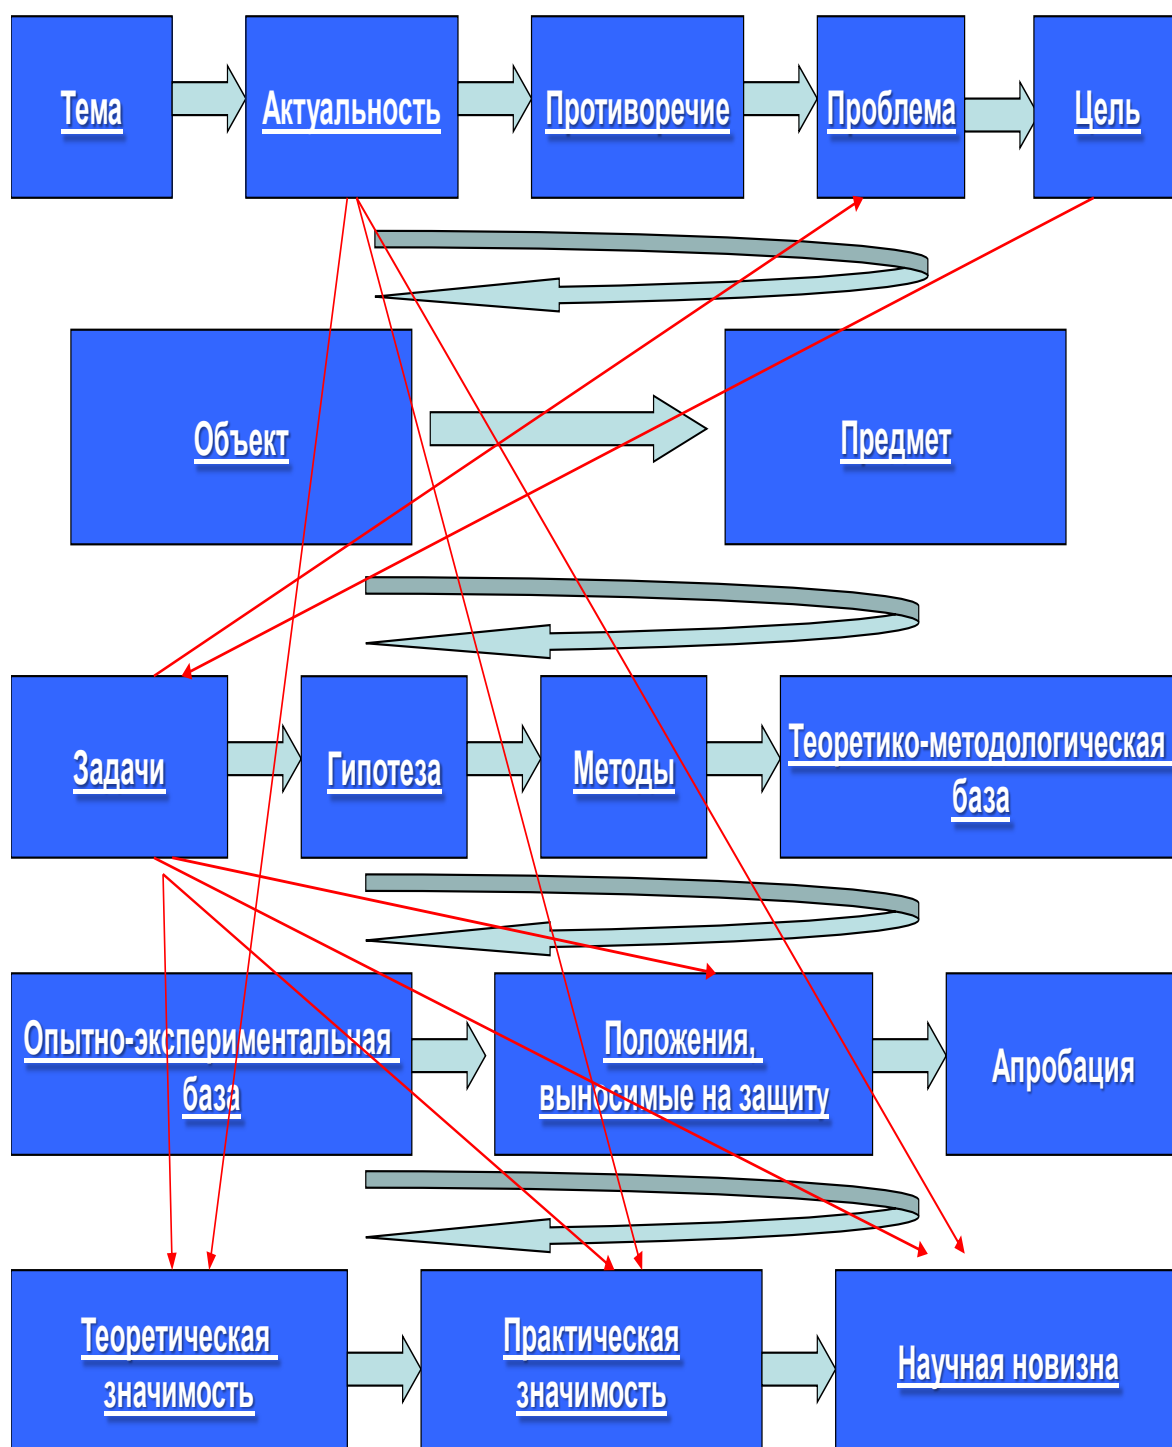 Тема
Актуальность
Противоречие
Проблема
Цель
Объект
Предмет
Задачи
Гипотеза
Методы
Теоретико-методологическая
база
Опытно-экспериментальная
база
Положения,
выносимые на защиту
Апробация
Теоретическая
значимость
Практическая
значимость
Научная новизна